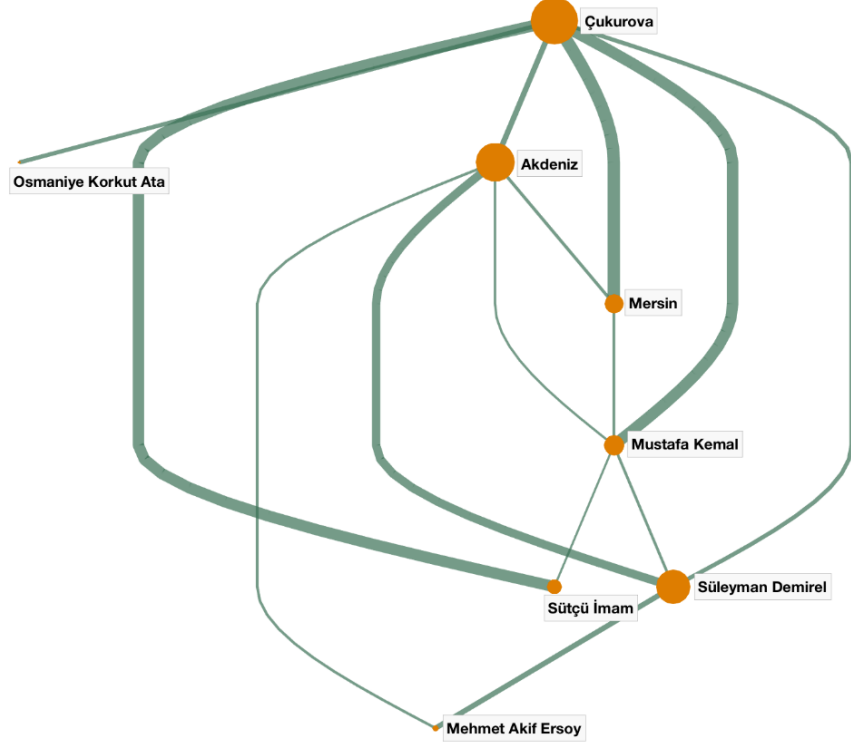 Çukurova
Akdeniz
Osmaniye Korkut Ata
Mersin
Mustafa Kemal
Süleyman Demirel
Sütçü İmam
Mehmet Akif Ersoy